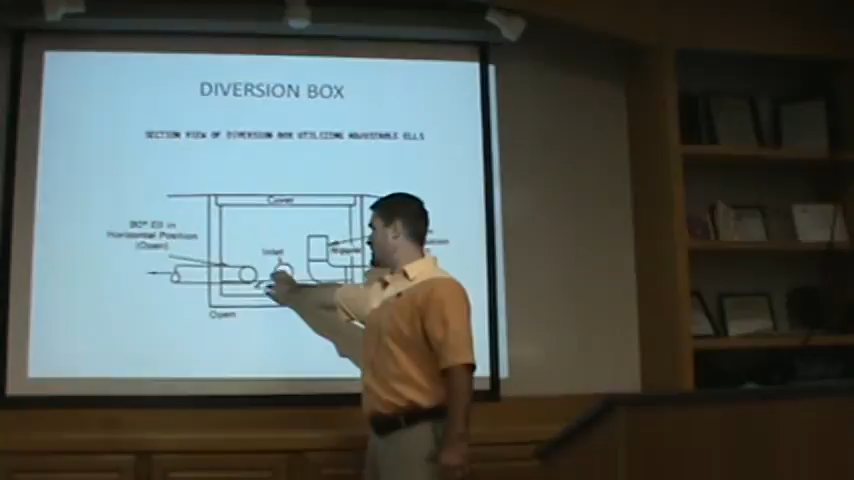 DIVERSION BOX
SECTION VIEW OF DIVERSION BOX UTILIZING ADJUSTABLE ELLS
Cover
90° Ell in
Horizontal Position
(Open)
Inlet
Open